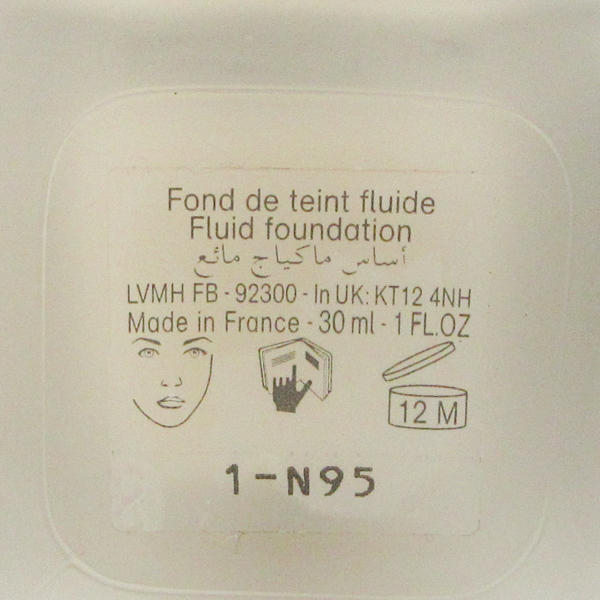 Fond de teint fluide
Fluid foundation
أساس ماكياج مائع
LVMH FB - 92300 - In UK: KT12 4NH
Made in France - 30 ml - 1 FL.OZ
12 M
1-N95